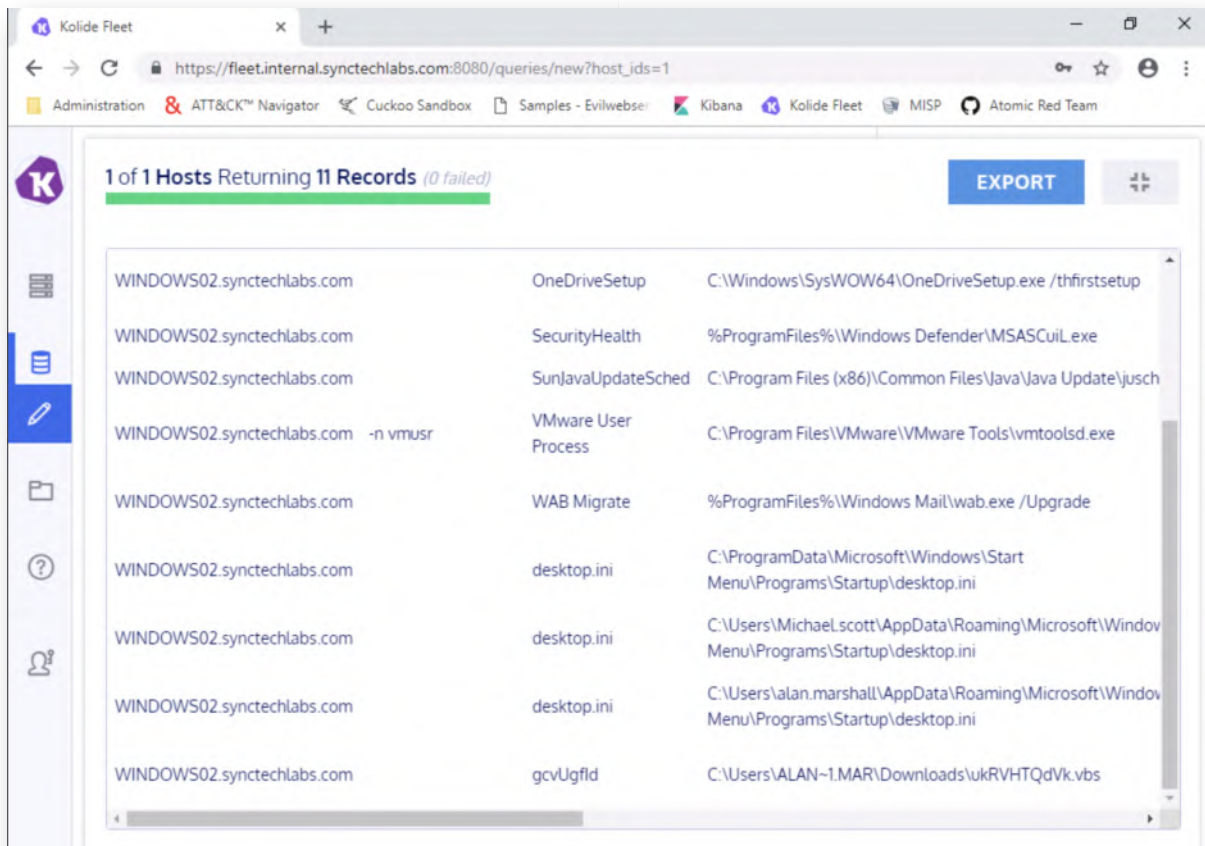 Kolide Fleet
https://fleet.internal.synctechlabs.com:8080/queries/new?host_ids=1
Administration ATT&CK™ Navigator Cuckoo Sandbox Samples - Evilwebser Kibana Kolide Fleet MISP Atomic Red Team
1 of 1 Hosts Returning 11 Records (0 failed) EXPORT
WINDOWS02.synctechlabs.com OneDriveSetup C:\Windows\SysWOW64\OneDriveSetup.exe /thfirstsetup
WINDOWS02.synctechlabs.com SecurityHealth %ProgramFiles%\Windows Defender\MSASCuiL.exe
WINDOWS02.synctechlabs.com SunJavaUpdateSched C:\Program Files (x86)\Common Files\Java\Java Update\jusch
WINDOWS02.synctechlabs.com -n vmusr VMware User
Process C:\Program Files\VMware\VMware Tools\vmtoolsd.exe
WINDOWS02.synctechlabs.com WAB Migrate %ProgramFiles%\Windows Mail\wab.exe /Upgrade
WINDOWS02.synctechlabs.com desktop.ini C:\ProgramData\Microsoft\Windows\Start
Menu\Programs\Startup\desktop.ini
WINDOWS02.synctechlabs.com desktop.ini C:\Users\Michael.scott\AppData\Roaming\Microsoft\Window
Menu\Programs\Startup\desktop.ini
WINDOWS02.synctechlabs.com desktop.ini C:\Users\alan.marshall\AppData\Roaming\Microsoft\Window
Menu\Programs\Startup\desktop.ini
WINDOWS02.synctechlabs.com gcvUgfld C:\Users\ALAN~1.MAR\Downloads\ukRVHTQdVk.vbs